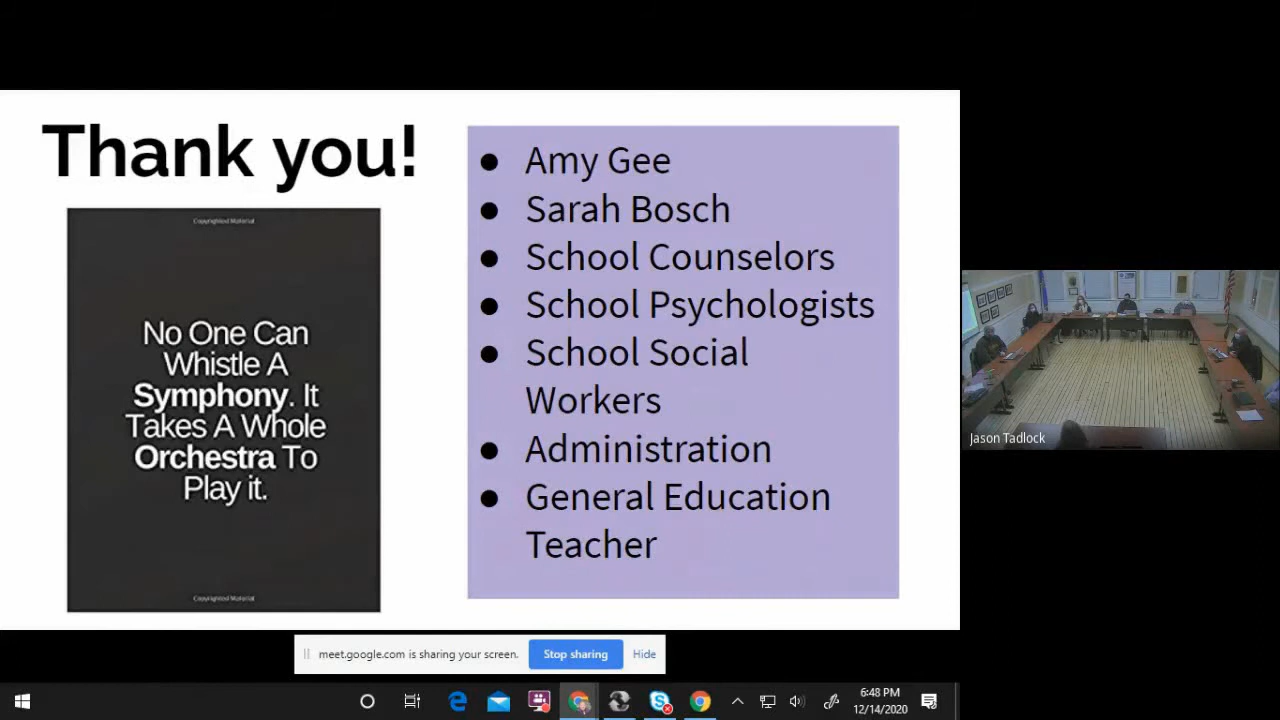 Thank you!
Copyrighted Material
No One Can
Whistle A
Symphony. It
Takes A Whole
Orchestra To
Play it.
Copyrighted Material
● Amy Gee
● Sarah Bosch
● School Counselors
● School Psychologists
● School Social
Workers
● Administration
● General Education
Teacher
Jason Tadlock
meet.google.com is sharing your screen.
Stop sharing
Hide
6:48 PM
12/14/2020